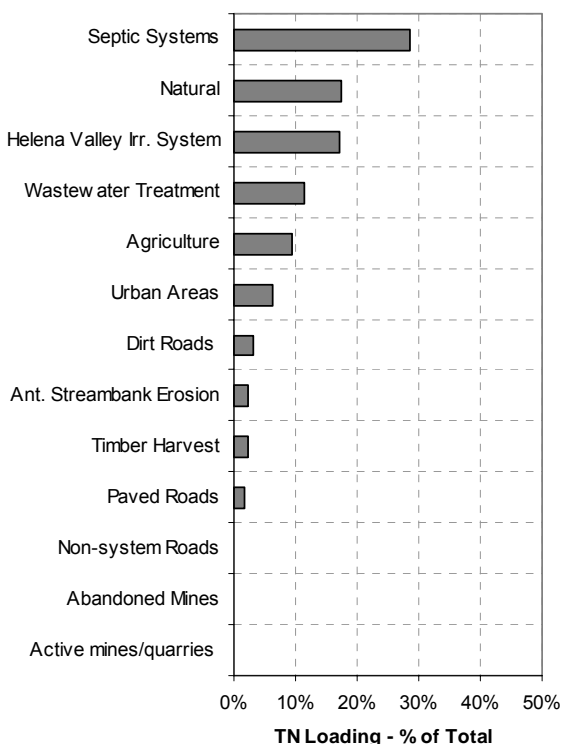 Septic Systems
Natural
Helena Valley Irr. System
Wastewater Treatment
Agriculture
Urban Areas
Dirt Roads
Ant. Streambank Erosion
Timber Harvest
Paved Roads
Non-system Roads
Abandoned Mines
Active mines/quarries
0% 10% 20% 30% 40% 50%
TN Loading - % of Total